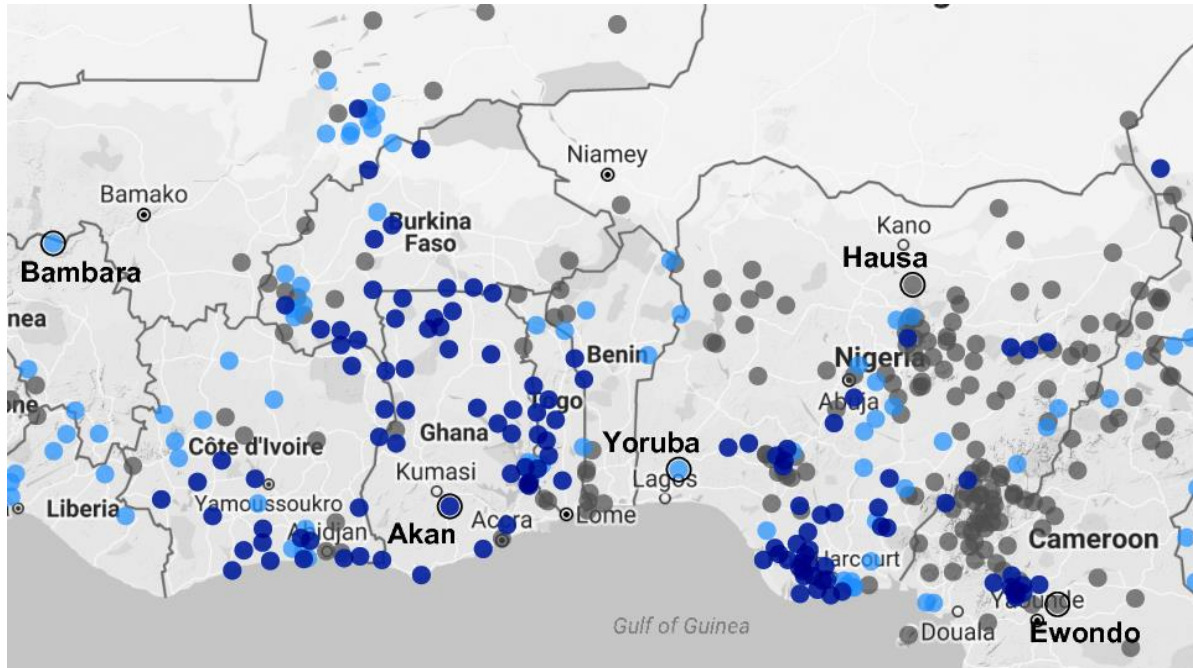 Niamey
Bamako
Burkina
Faso
Kano
Bambara
Hausa
nea
Benin
Nigeria
Abuja
one
Togo
Ghana
Côte d'Ivoire
Yoruba
Kumasi
Lagos
Liberia
Yamoussoukro
Akan
Accra
Lome
Abidjan
Cameroon
Harcourt
Yaounde
Gulf of Guinea
Douala
Ewondo